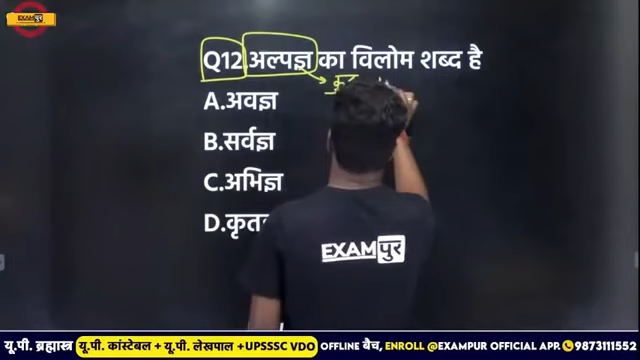 EXAMपुर
Q12.अल्पज्ञ का विलोम शब्द है
A.अवज्ञ
B.सर्वज्ञ
C.अभिज्ञ
EXAMपुर
यू.पी. ब्रह्मास्त्र यू.पी. कांस्टेबल + यू.पी. लेखपाल +UPSSSC VDO OFFLINE बैच, ENROLL @EXAMPUR OFFICIAL APP. 9873111552